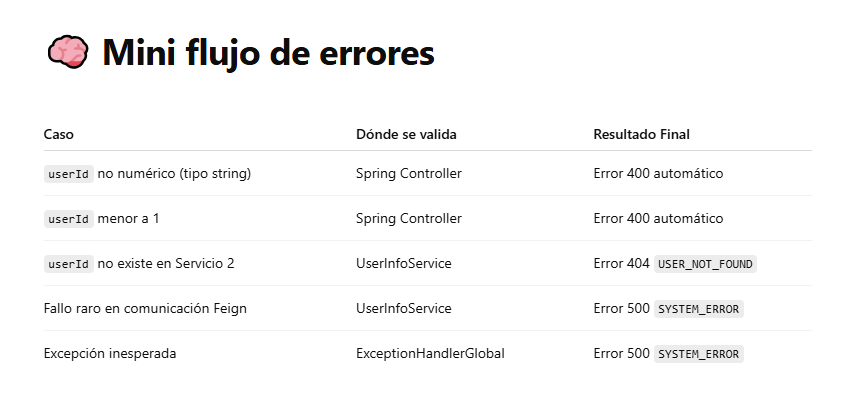 Mini flujo de errores
Caso Dónde se valida Resultado Final
userId no numérico (tipo string) Spring Controller Error 400 automático
userId menor a 1 Spring Controller Error 400 automático
userId no existe en Servicio 2 UserInfoService Error 404 USER_NOT_FOUND
Fallo raro en comunicación Feign UserInfoService Error 500 SYSTEM_ERROR
Excepción inesperada ExceptionHandlerGlobal Error 500 SYSTEM_ERROR